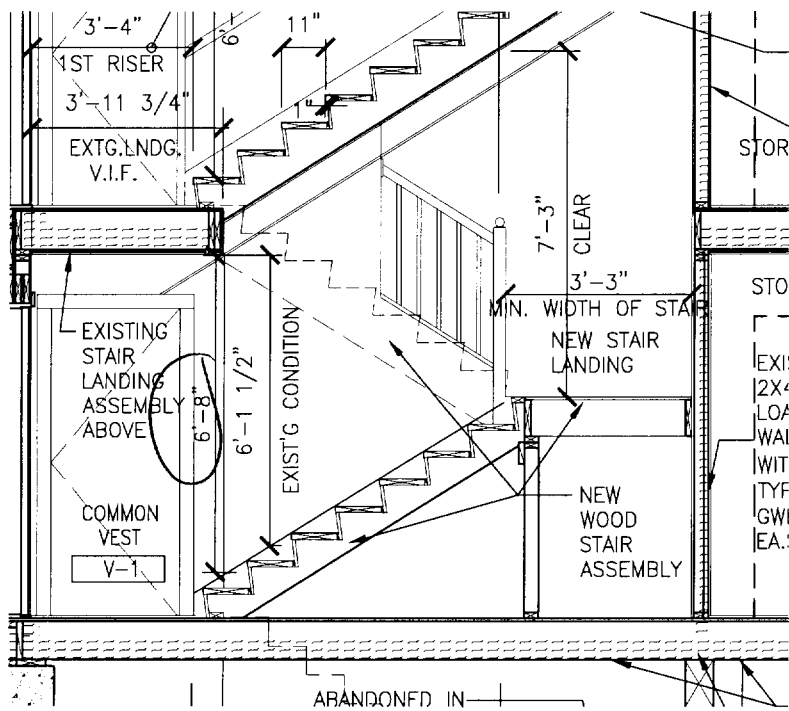 3'-4"
6'-
11"
1ST RISER
3'-11 3/4"
1"
EXTG.LNDG.
V.I.F.
STOR
7'-3"
CLEAR
3'-3"
MIN. WIDTH OF STAIR
NEW STAIR
LANDING
STO
EXISTING
STAIR
LANDING
ASSEMBLY
ABOVE
6'-8"
6'-1 1/2"
EXIST'G CONDITION
EXIS
2X4
LOA
WAL
WIT
TYP
GWB
EA.S
COMMON
VEST
V-1
NEW
WOOD
STAIR
ASSEMBLY
ABANDONED IN